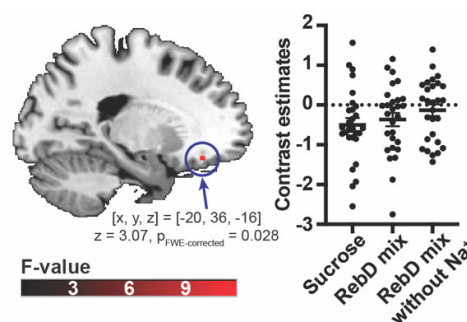 [x, y, z] = [-20, 36, -16]
z = 3.07, pFWE-corrected = 0.028
F-value
3 6 9
Contrast estimates
2
1
0
-1
-2
-3
Sucrose
RebD mix
RebD mix
without Nat